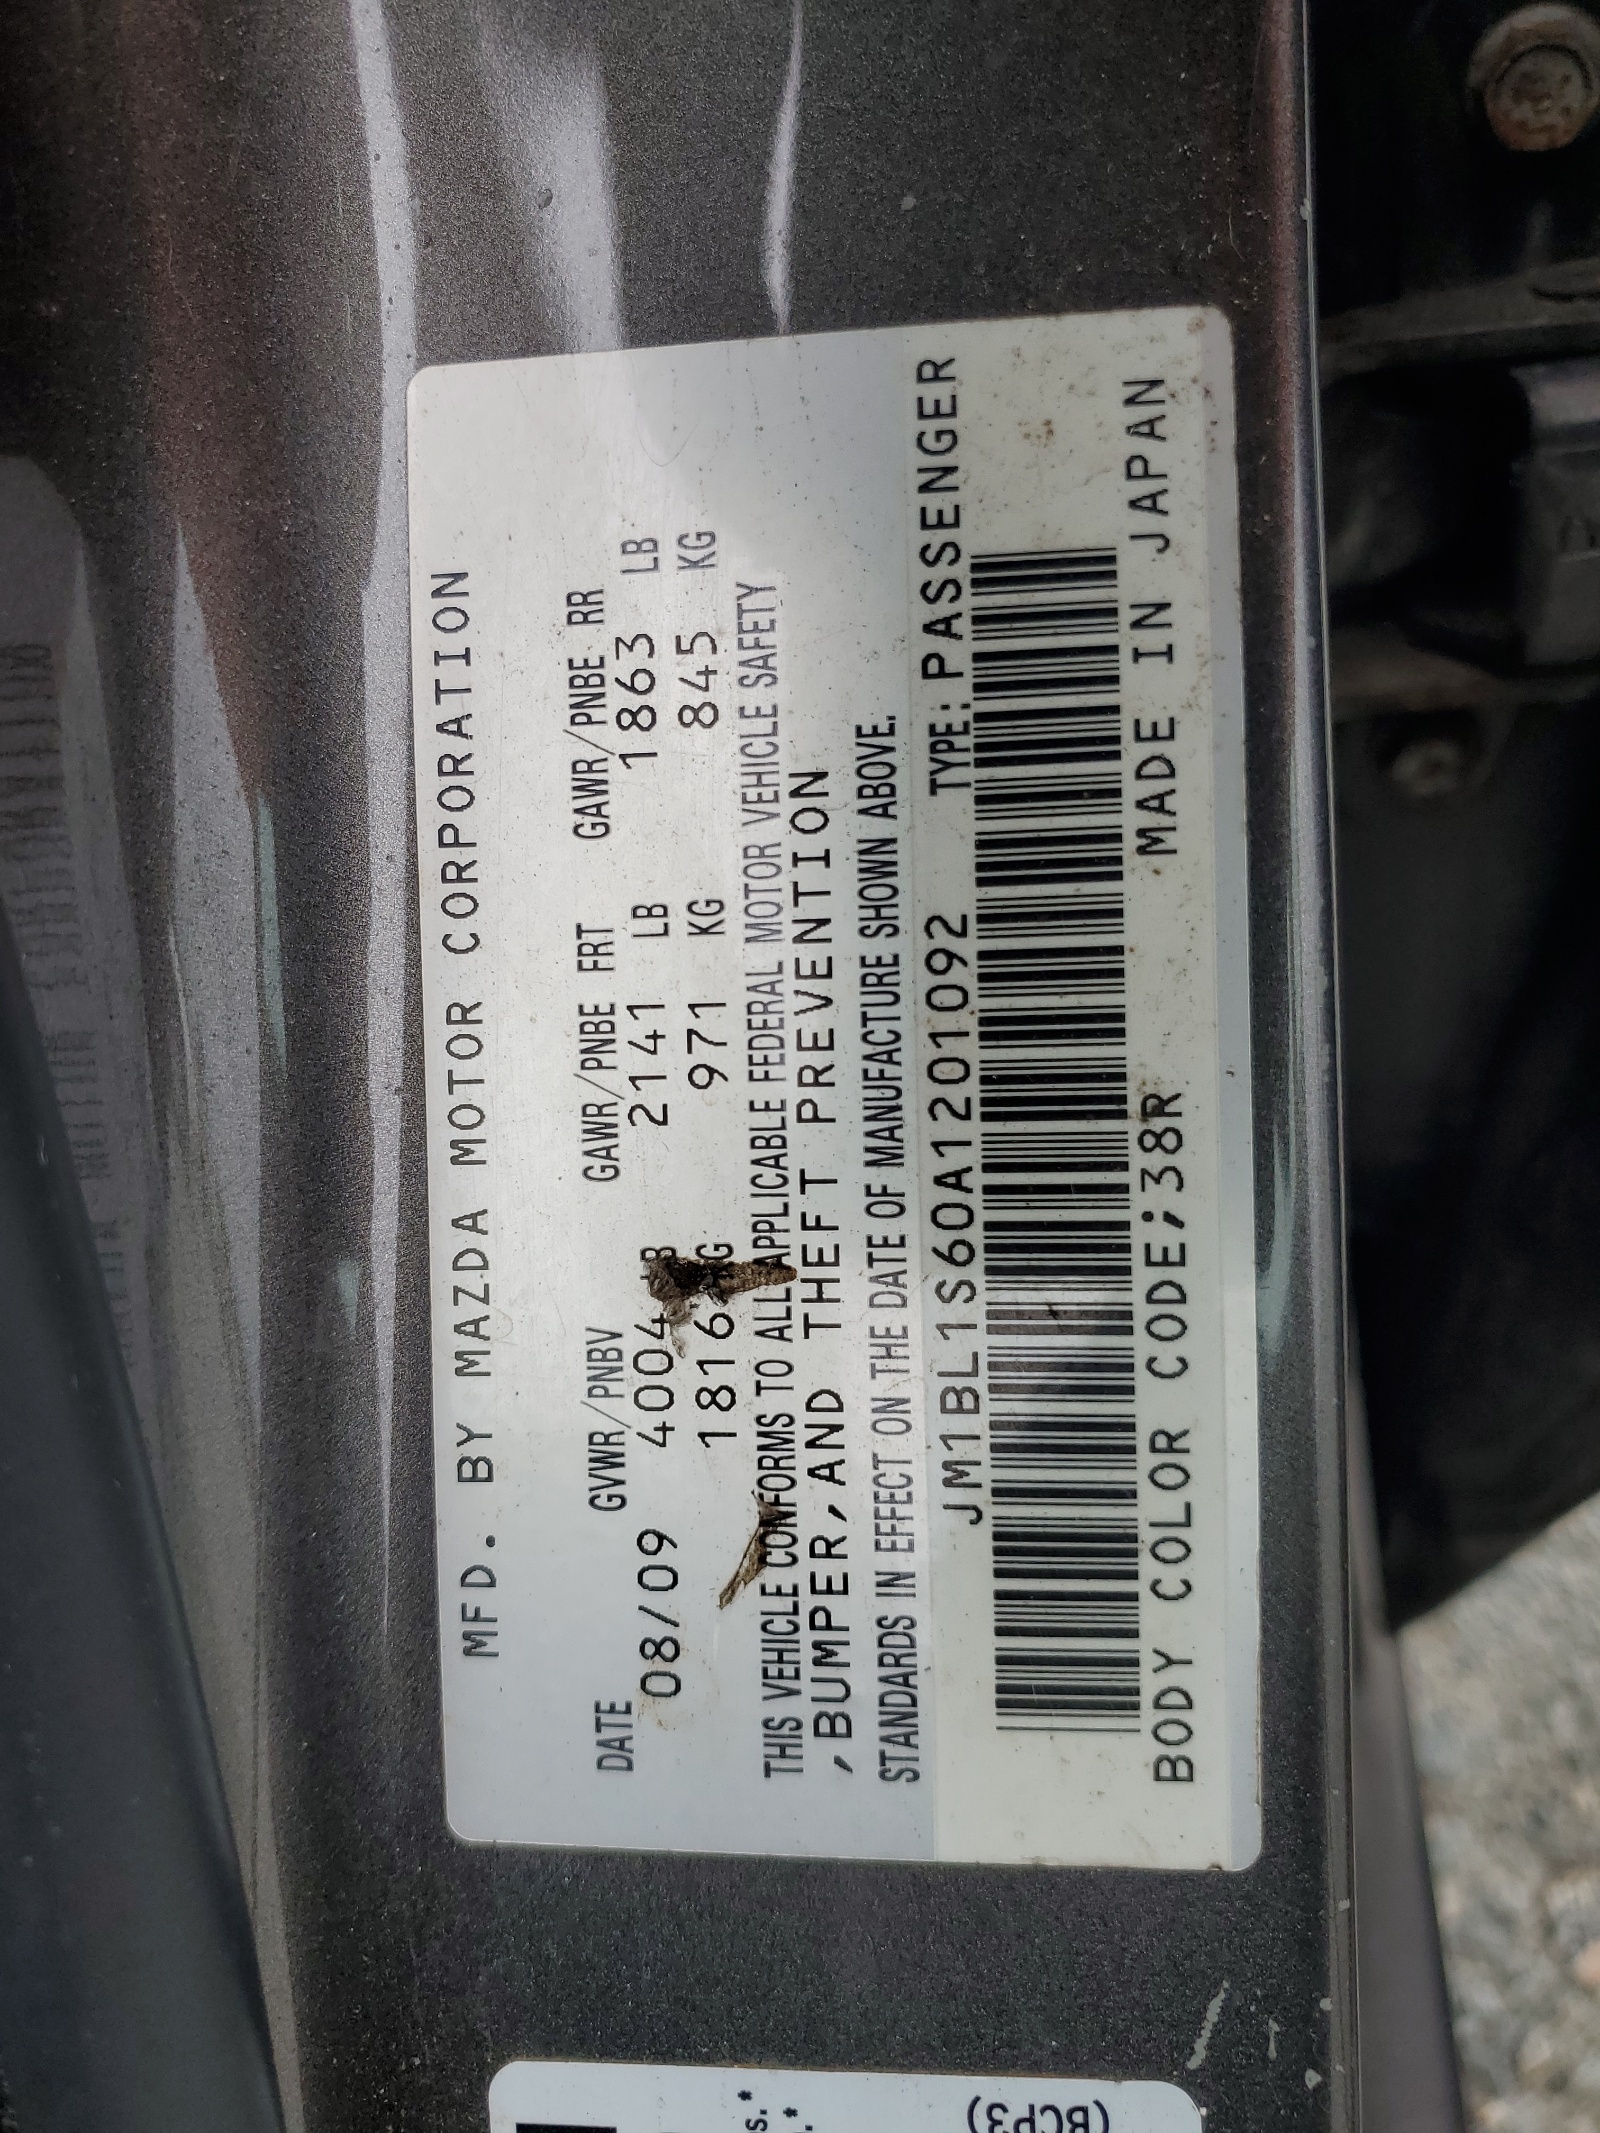 MFD. BY MAZDA MOTOR CORPORATION
DATE GVWR/PNBV GAWR/PNBE FRT GAWR/PNBE RR
08/09 4004 LB 2141 LB 1863 LB
1816 KG 971 KG 845 KG
THIS VEHICLE CONFORMS TO ALL APPLICABLE FEDERAL MOTOR VEHICLE SAFETY
,BUMPER,AND THEFT PREVENTION
STANDARDS IN EFFECT ON THE DATE OF MANUFACTURE SHOWN ABOVE.
JM1BL1S60A1201092 TYPE: PASSENGER
BODY COLOR CODE;38R MADE IN JAPAN
(BCP3)